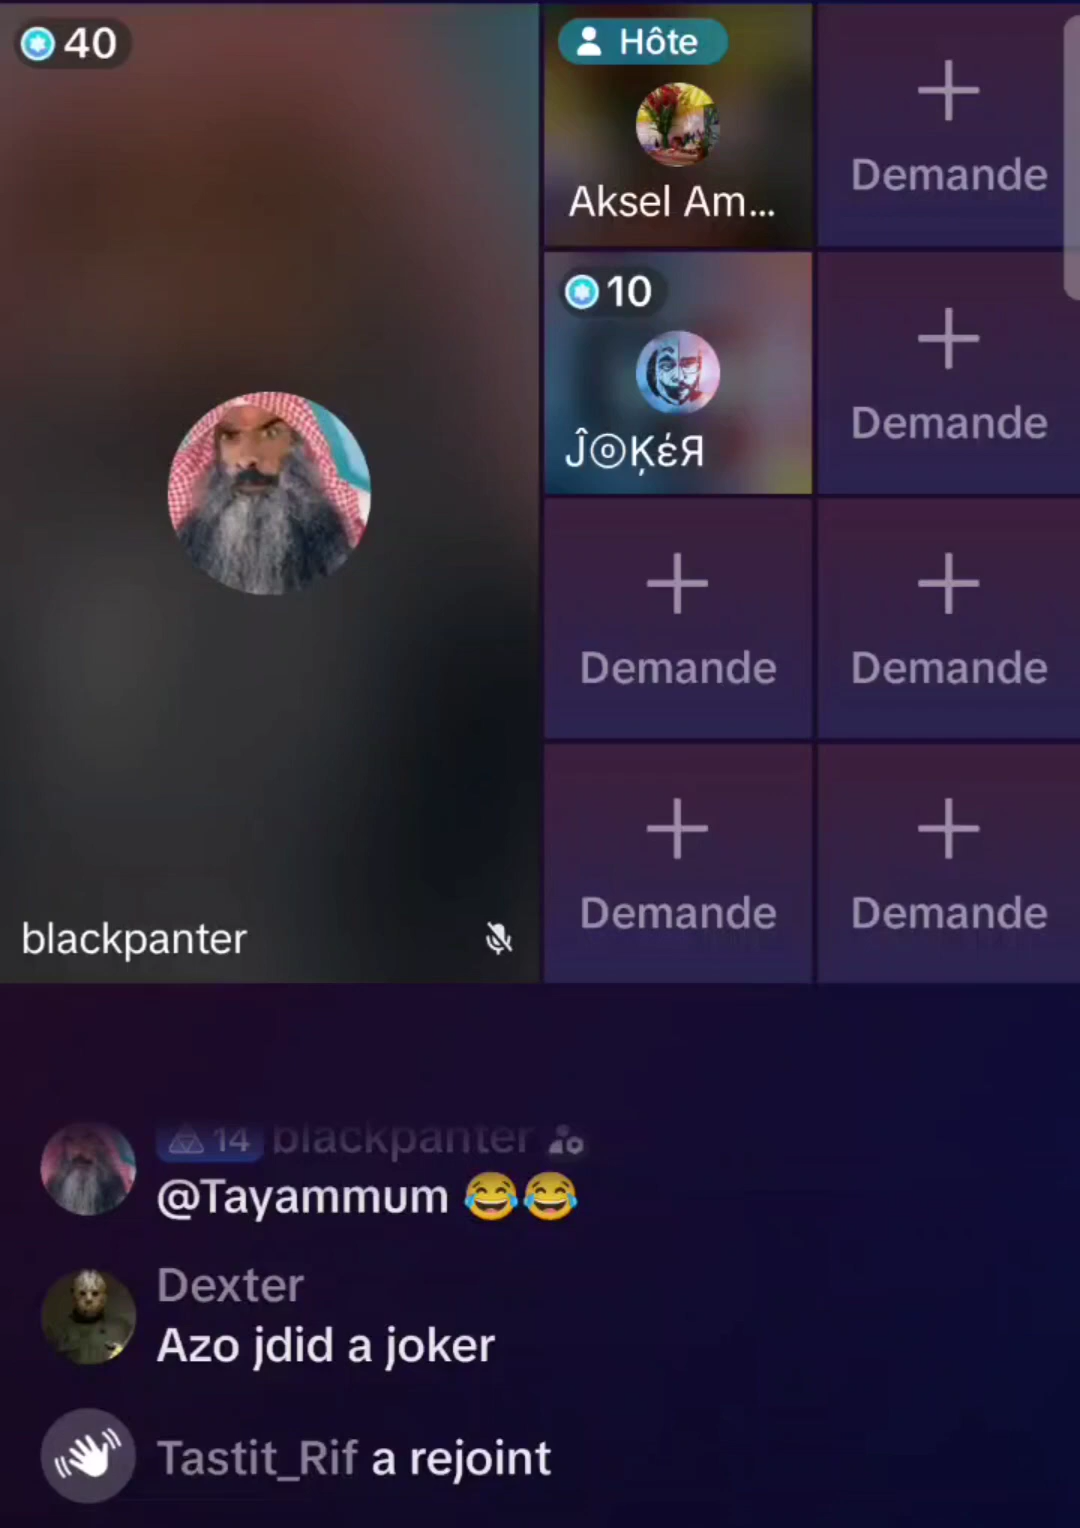 40
Hôte
Aksel Am...
Demande
10
Ĵ⦾ĶέЯ
Demande
Demande
Demande
Demande
Demande
blackpanter
14 blackpanter
@Tayammum 😂😂
Dexter
Azo jdid a joker
Tastit_Rif a rejoint